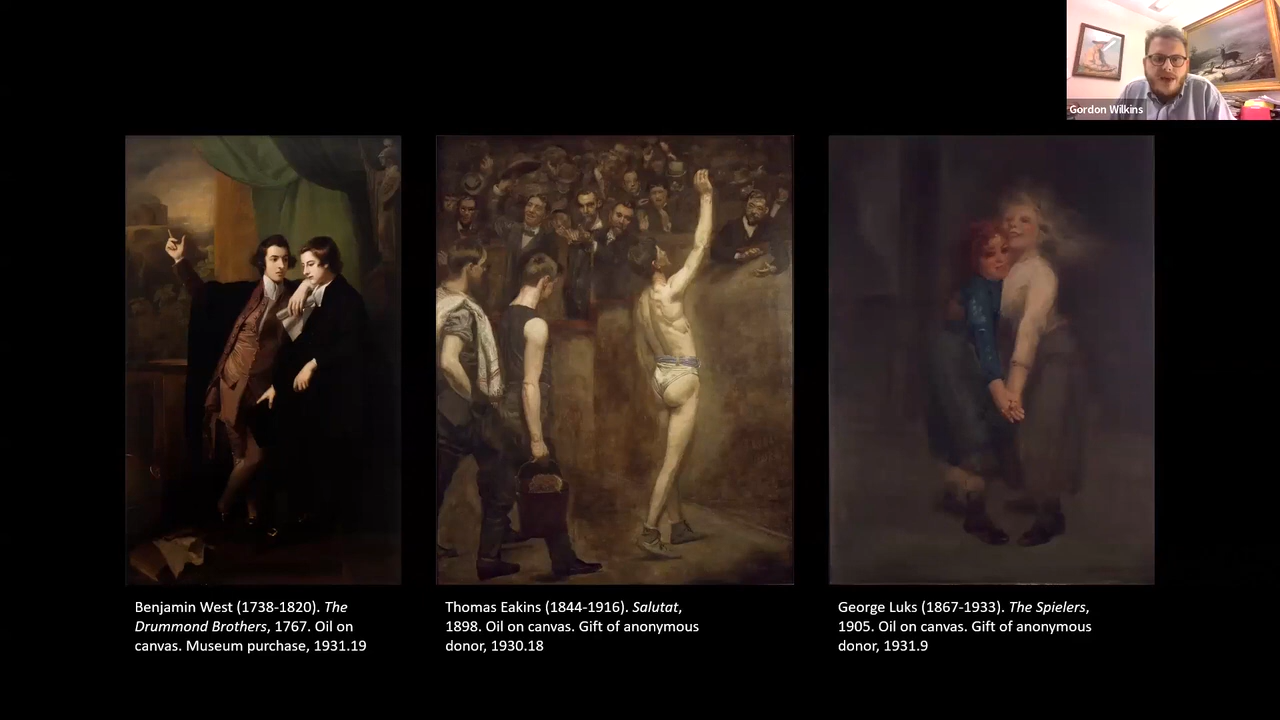 Gordon Wilkins
Benjamin West (1738-1820). The
Drummond Brothers, 1767. Oil on
canvas. Museum purchase, 1931.19
Thomas Eakins (1844-1916). Salutat,
1898. Oil on canvas. Gift of anonymous
donor, 1930.18
George Luks (1867-1933). The Spielers,
1905. Oil on canvas. Gift of anonymous
donor, 1931.9